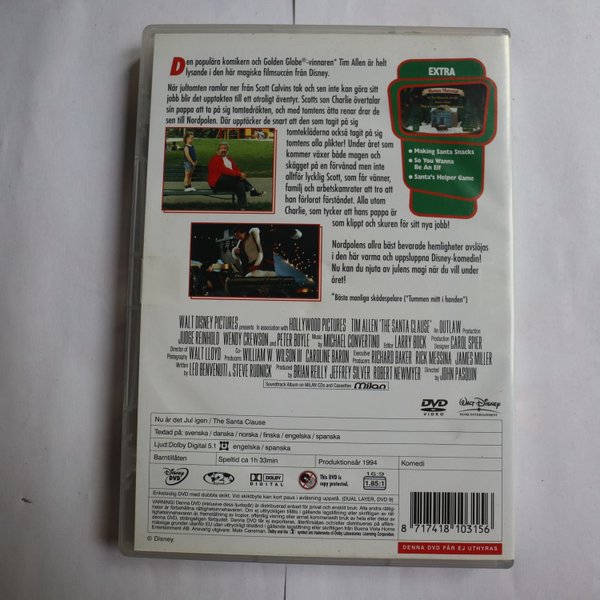 Den populära komikern och Golden Globe®-vinnaren* Tim Allen är helt
lysande i den här magiska filmsuccén från Disney.
När jultomten ramlar ner från Scott Calvins tak och sen inte kan göra sitt
jobb blir det upptakten till ett otroligt äventyr. Scotts son Charlie övertalar
sin pappa att ta på sig tomtedräkten, och med tomtens åtta renar drar de
sen till Nordpolen. Där upptäcker de snart att den som tagit på sig
tomtekläderna också tagit på sig
tomtens alla plikter! Under året som
kommer växer både magen och
skägget på en förvånad men inte
alltför lycklig Scott, som får vänner,
familj och arbetskamrater att tro att
han förlorat förståndet. Alla utom
Charlie, som tycker att hans pappa är
som klippt och skuren för sitt nya jobb!
EXTRA
• Making Santa Snacks
• So You Wanna
Be An Elf
• Santa's Helper Game
Nordpolens allra bäst bevarade hemligheter avslöjas
i den här varma och uppsluppna Disney-komedin!
Nu kan du njuta av julens magi när du vill under
året!
*Bästa manliga skådespelare ("Tummen mitt i handen")
WALT DISNEY PICTURES presents In association with HOLLYWOOD PICTURES TIM ALLEN "THE SANTA CLAUSE" An OUTLAW Production
JUDGE REINHOLD WENDY CREWSON and PETER BOYLE Music by MICHAEL CONVERTINO Editor LARRY BOCK Production Designer CAROL SPIER
Director of Photography WALT LLOYD Co-Producers WILLIAM W. WILSON III CAROLINE BARON Executive Producers RICHARD BAKER RICK MESSINA JAMES MILLER
Written by LEO BENVENUTI & STEVE RUDNICK Produced by BRIAN REILLY JEFFREY SILVER ROBERT NEWMYER Directed by JOHN PASQUIN
Soundtrack Album on MILAN CDs and Cassettes milan
DVD
VIDEO
WALT DISNEY
HOME ENTERTAINMENT
Nu är det Jul igen / The Santa Clause
Textad på: svenska / danska / norska / finska / engelska / spanska
Ljud:Dolby Digital 5.1 engelska / spanska
Barntillåten Speltid ca 1h 33min Produktionsår 1994 Komedi
Disney
DVD
2
DOLBY
DIGITAL
This DVD is
copy protected.
16:9
1.85:1
Enkelsidig DVD med dubbla skikt. Vid skiktbyte kan kort paus i avläsning uppstå. (DUAL LAYER, DVD 9)
© Disney.
8 717418 103156
DENNA DVD FÅR EJ UTHYRAS